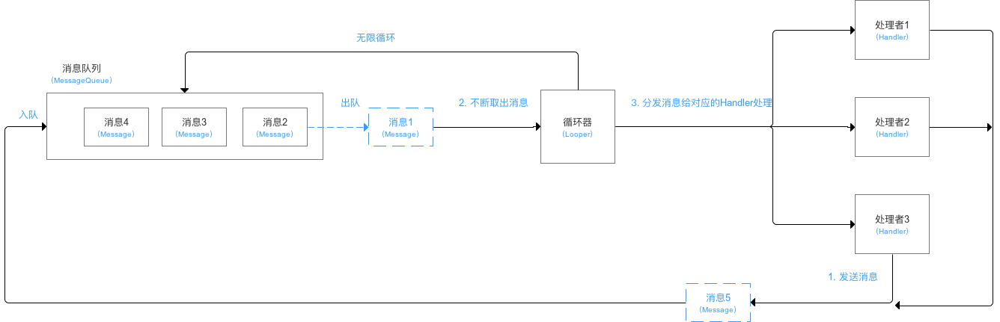 无限循环
消息队列
(MessageQueue)
入队
消息4
(Message)
消息3
(Message)
消息2
(Message)
出队
消息1
(Message)
2. 不断取出消息
循环器
(Looper)
3. 分发消息给对应的Handler处理
处理者1
(Handler)
处理者2
(Handler)
处理者3
(Handler)
1. 发送消息
消息5
(Message)